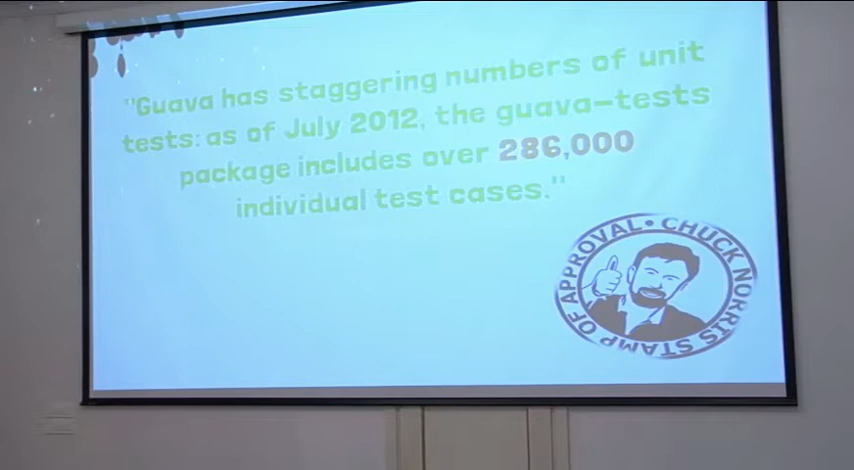 "Guava has staggering numbers of unit
tests: as of July 2012, the guava-tests
package includes over 286,000
individual test cases."
CHUCK NORRIS STAMP OF APPROVAL •